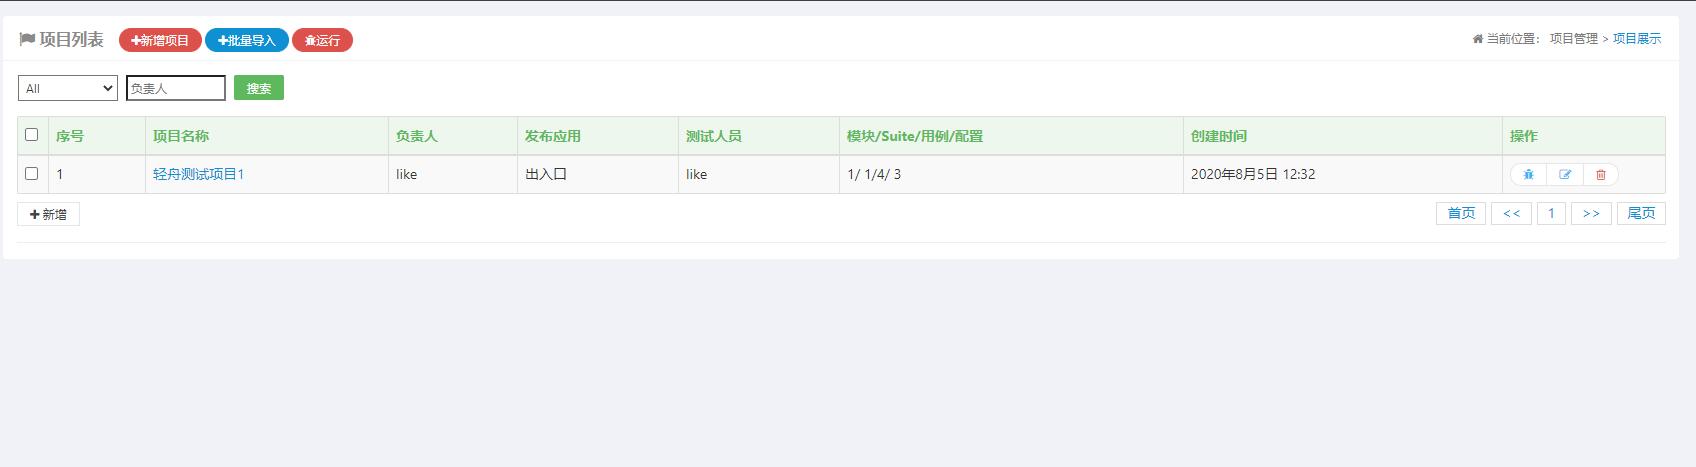 项目列表 新增项目 批量导入 运行 当前位置： 项目管理 > 项目展示
All 负责人 搜索
序号 项目名称 负责人 发布应用 测试人员 模块/Suite/用例/配置 创建时间 操作
1 轻舟测试项目1 like 出入口 like 1/ 1/4/ 3 2020年8月5日 12:32
新增 首页 << 1 >> 尾页